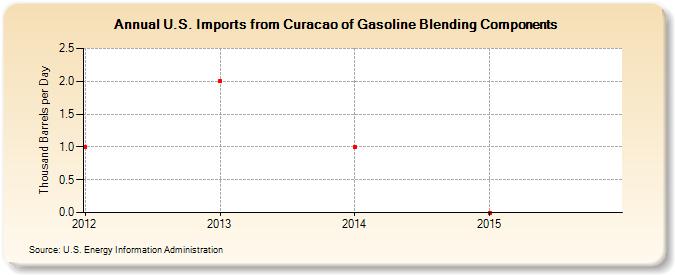 Annual U.S. Imports from Curacao of Gasoline Blending Components
Thousand Barrels per Day
2.5
2.0
1.5
1.0
0.5
0.0
2012 2013 2014 2015
Source: U.S. Energy Information Administration